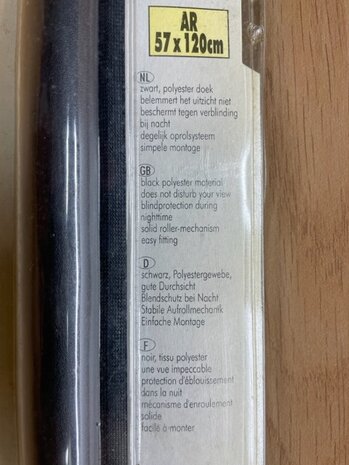 AR
57 x 120cm
NL
zwart, polyester doek
belemmert het uitzicht niet
beschermt tegen verblinding
bij nacht
degelijk oprolsysteem
simpele montage
GB
black polyester material
does not disturb your view
blindprotection during
nighttime
solid roller-mechanism
easy fitting
D
schwarz, Polyestergewebe,
gute Durchsicht
Blendschutz bei Nacht
Stabile Aufrollmechanik
Einfache Montage
F
noir, tissu polyester
une vue impeccable
protection d'éblouissement
dans la nuit
mécanisme d'enroulement
solide
facilé à monter